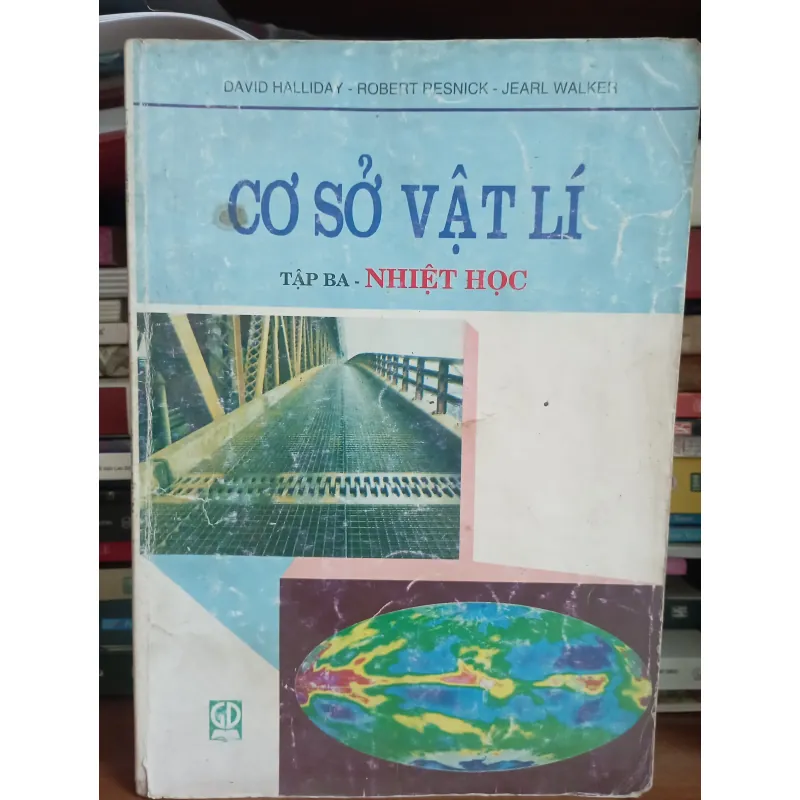 DAVID HALLIDAY - ROBERT RESNICK - JEARL WALKER
CƠ SỞ VẬT LÍ
TẬP BA - NHIỆT HỌC
GD